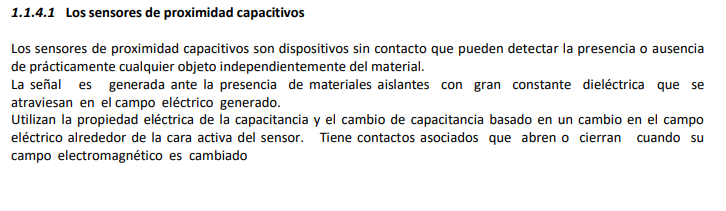 1.1.4.1 Los sensores de proximidad capacitivos
Los sensores de proximidad capacitivos son dispositivos sin contacto que pueden detectar la presencia o ausencia
de prácticamente cualquier objeto independientemente del material.
La señal es generada ante la presencia de materiales aislantes con gran constante dieléctrica que se
atraviesan en el campo eléctrico generado.
Utilizan la propiedad eléctrica de la capacitancia y el cambio de capacitancia basado en un cambio en el campo
eléctrico alrededor de la cara activa del sensor. Tiene contactos asociados que abren o cierran cuando su
campo electromagnético es cambiado